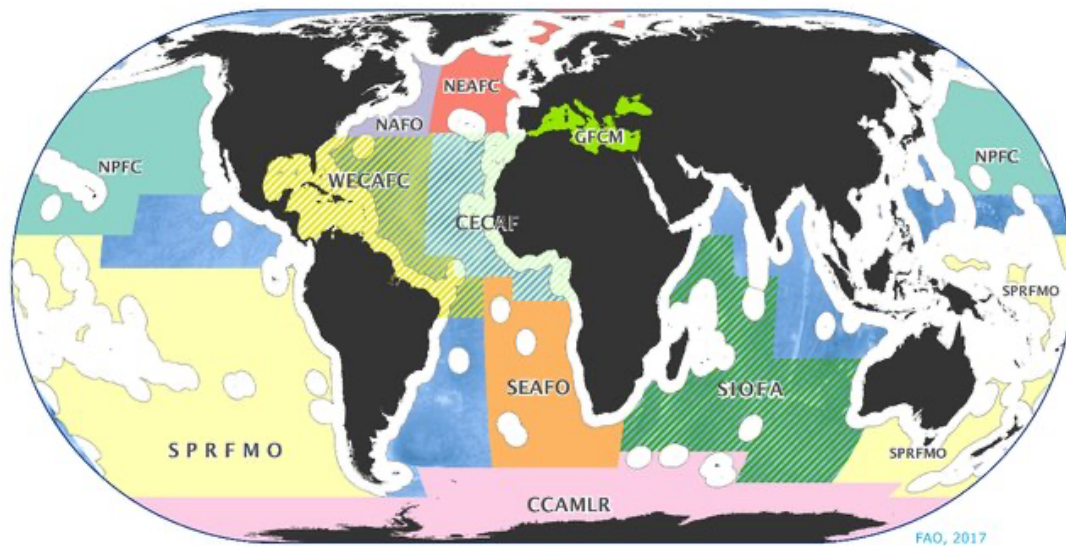 NEAFC
NAFO
GFCM
NPFC
NPFC
WECAFC
CECAF
SPRFMO
SEAFO
SIOFA
SPRFMO
SPRFMO
CCAMLR
FAO, 2017